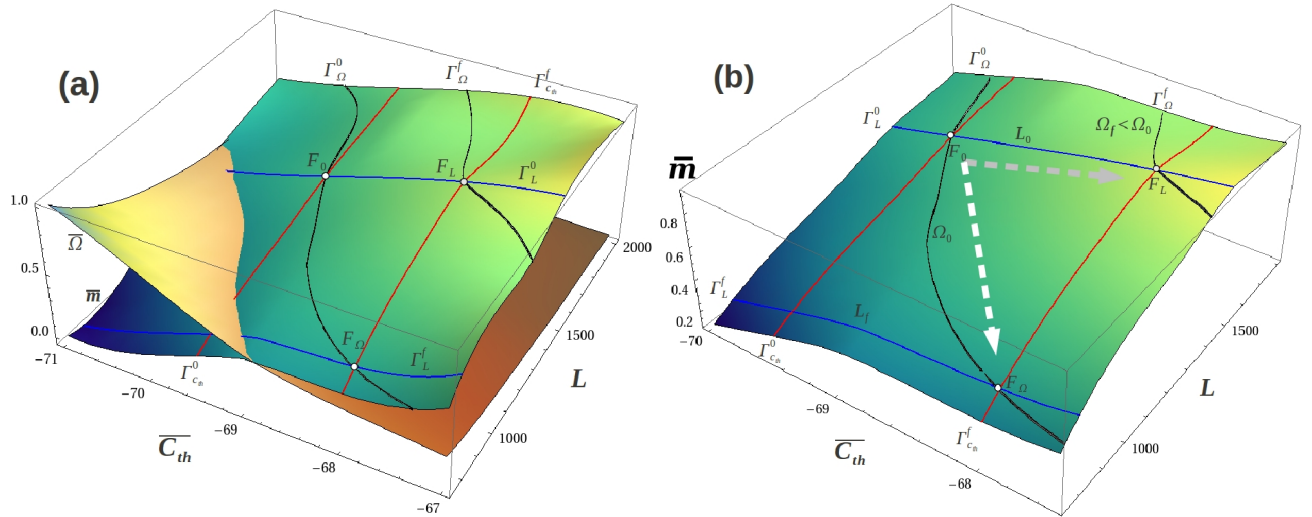 (a)
Γ_Ω^0
Γ_Ω^f
Γ_{c_th}^f
F_0
F_L
Γ_L^0
1.0
Ω̅
0.5
m̅
0.0
F_Ω
Γ_L^f
Γ_{c_th}^0
2000
1500
1000
L
-71
-70
-69
-68
-67
C̅_th
(b)
Γ_Ω^0
Γ_Ω^f
Ω_f<Ω_0
Γ_L^0
L_0
F_0
F_L
Γ_L^0
m̅
Ω_0
0.8
0.6
0.4
0.2
Γ_L^f
L_f
F_Ω
Γ_{c_th}^0
Γ_{c_th}^f
1500
1000
L
-70
-69
-68
C̅_th